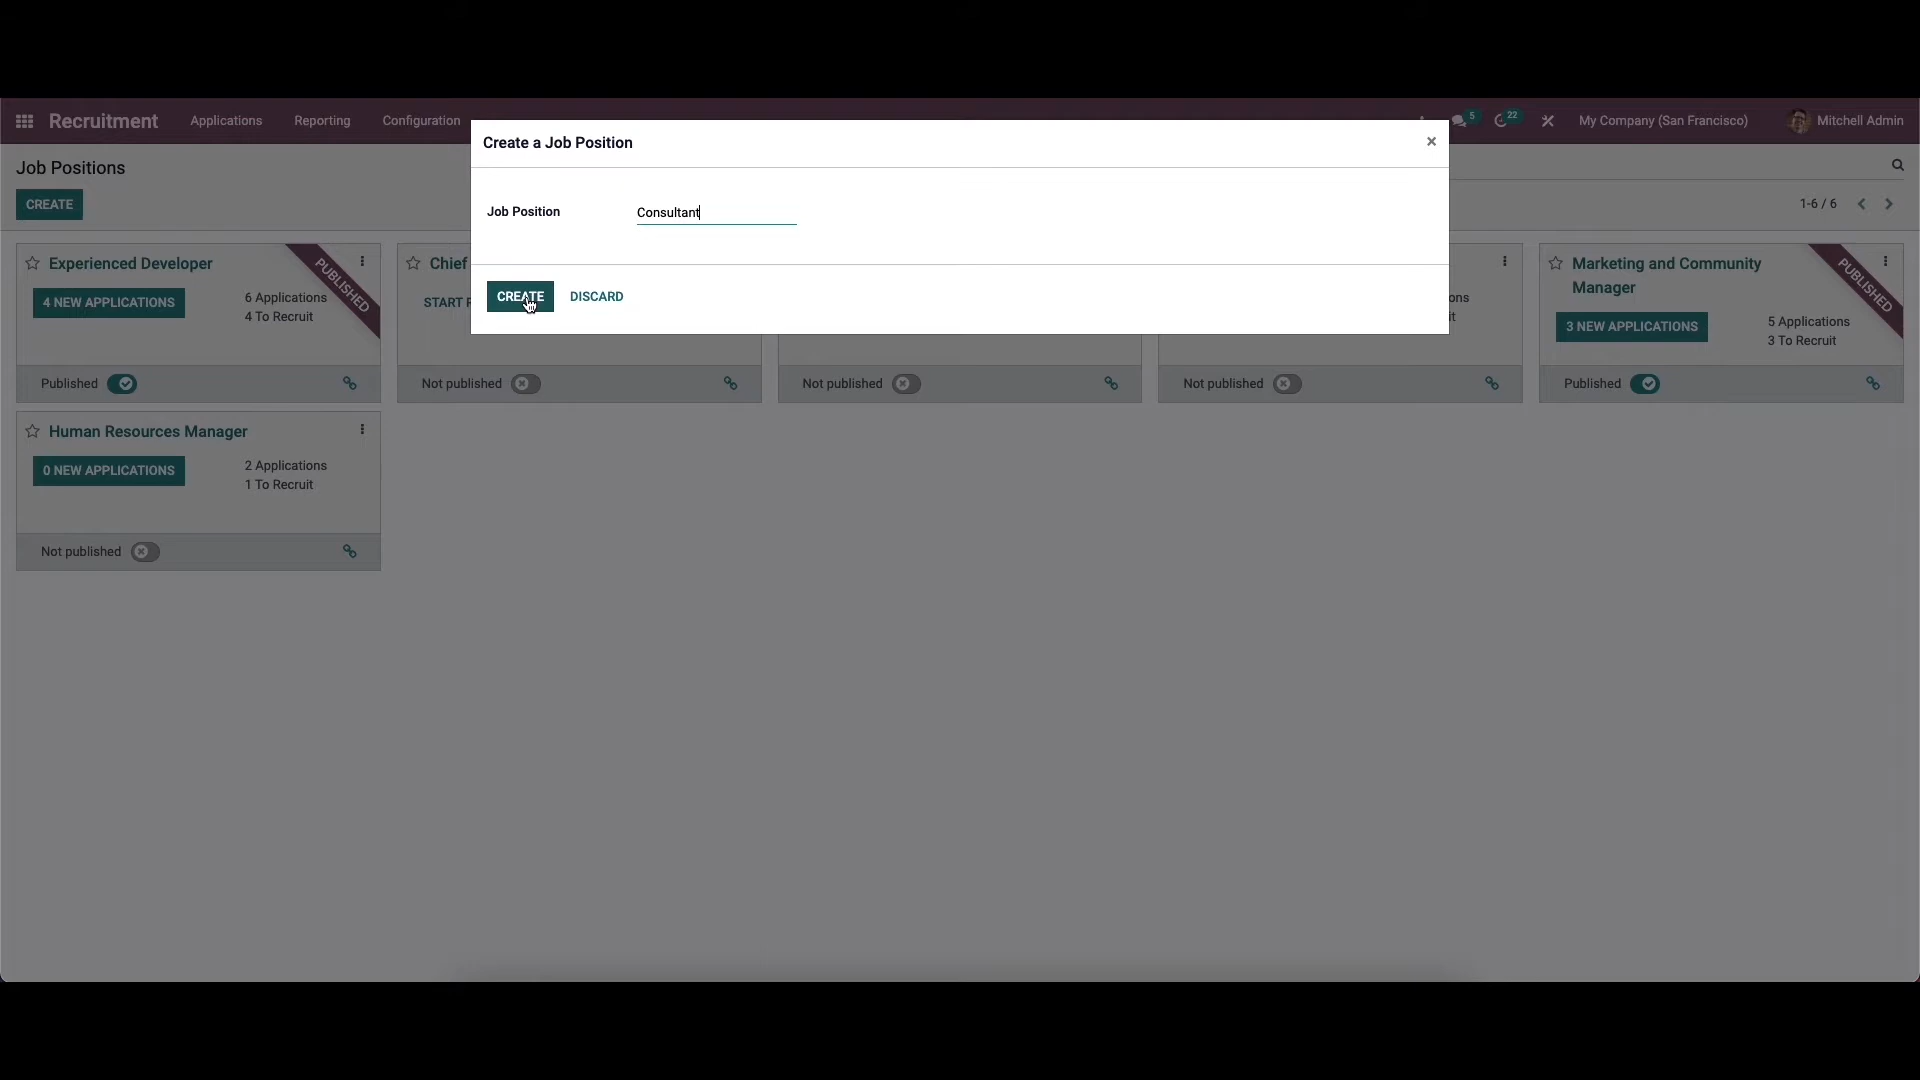 Recruitment Applications Reporting Configuration 5 22 My Company (San Francisco) Mitchell Admin
Create a Job Position ×
Job Positions
CREATE
1-6 / 6
Job Position Consultant
CREATE DISCARD
Experienced Developer
PUBLISHED
4 NEW APPLICATIONS
6 Applications
4 To Recruit
Published
Chief
START
Not published
Not published
Not published
Marketing and Community
Manager
PUBLISHED
3 NEW APPLICATIONS
5 Applications
3 To Recruit
Published
Human Resources Manager
0 NEW APPLICATIONS
2 Applications
1 To Recruit
Not published